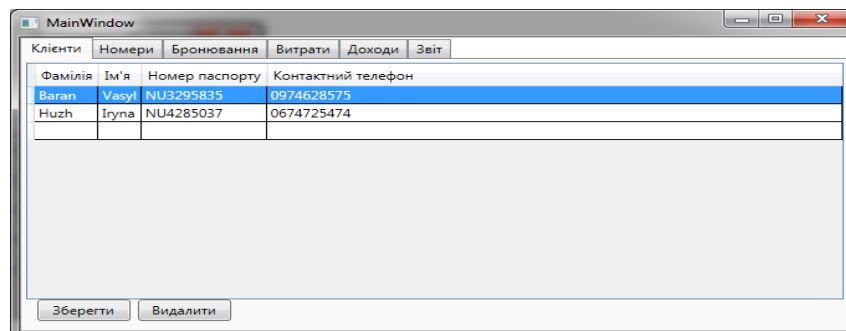 MainWindow
Клієнти Номери Бронювання Витрати Доходи Звіт
Фамілія Ім'я Номер паспорту Контактний телефон
Baran Vasyl NU3295835 0974628575
Huzh Iryna NU4285037 0674725474
Зберегти Видалити